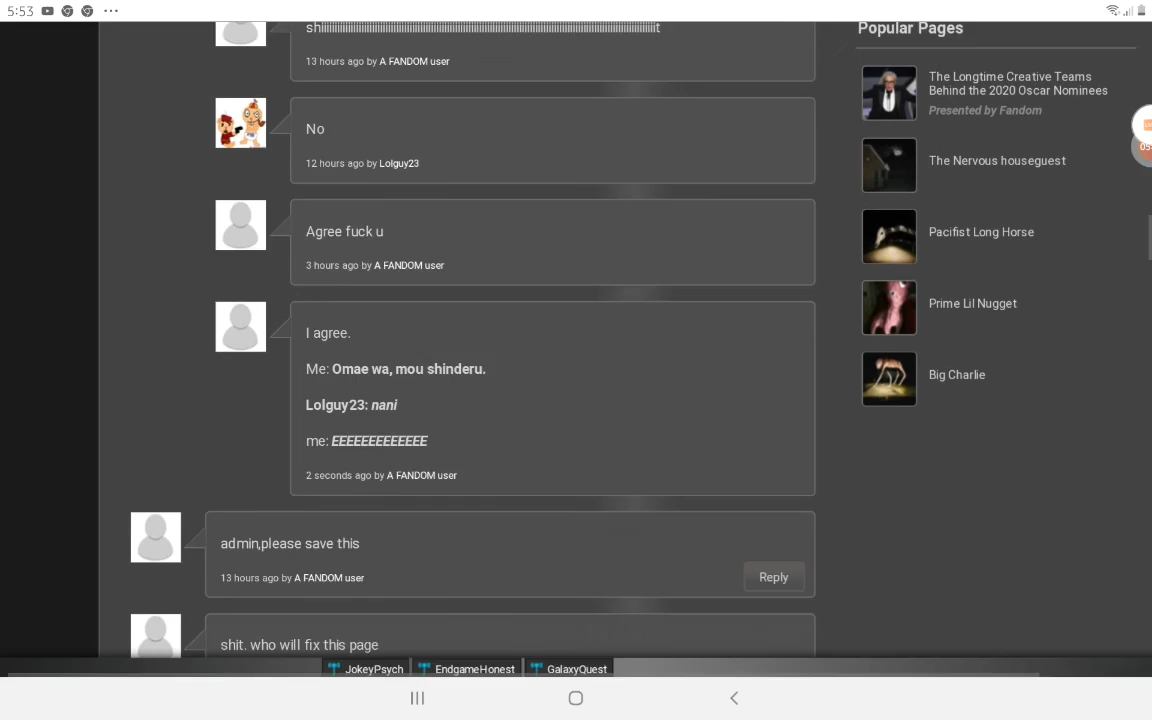 5:53
Popular Pages
13 hours ago by A FANDOM user
The Longtime Creative Teams
Behind the 2020 Oscar Nominees
Presented by Fandom
No
12 hours ago by Lolguy23
The Nervous houseguest
Agree fuck u
3 hours ago by A FANDOM user
Pacifist Long Horse
I agree.
Me: Omae wa, mou shinderu.
Lolguy23: nani
me: EEEEEEEEEEEEE
2 seconds ago by A FANDOM user
Prime Lil Nugget
Big Charlie
admin,please save this
13 hours ago by A FANDOM user
Reply
shit. who will fix this page
JokeyPsych
EndgameHonest
GalaxyQuest